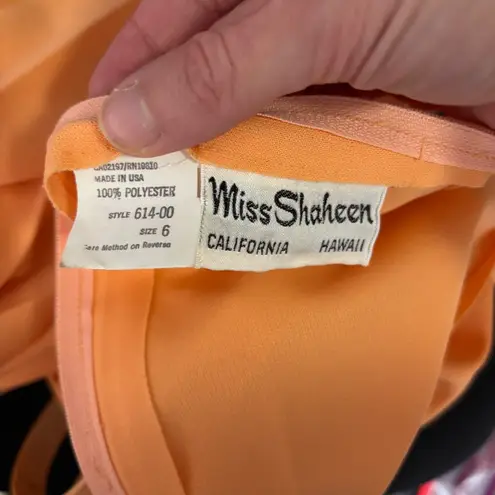 MADE IN USA
100% POLYESTER
STYLE 614-00
SIZE 6
Care Method on Reverse
Miss Shaheen
CALIFORNIA HAWAII